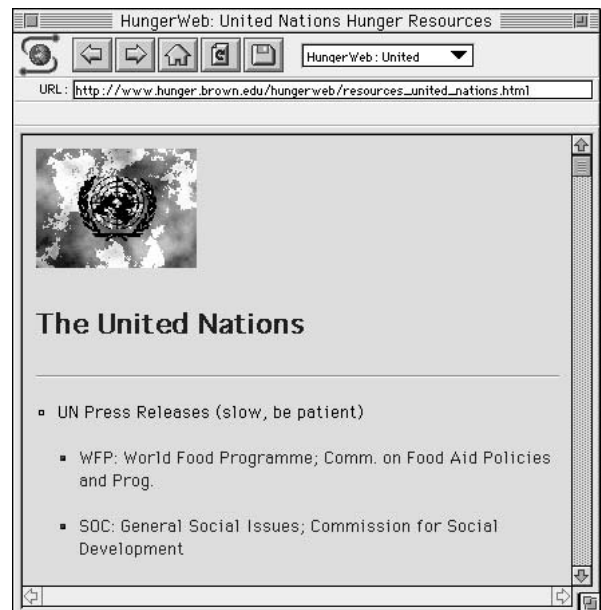 HungerWeb: United Nations Hunger Resources
HungerWeb : United
URL : http://www.hunger.brown.edu/hungerweb/resources_united_nations.html
The United Nations
UN Press Releases (slow, be patient)
WFP: World Food Programme; Comm. on Food Aid Policies
and Prog.
SOC: General Social Issues; Commission for Social
Development